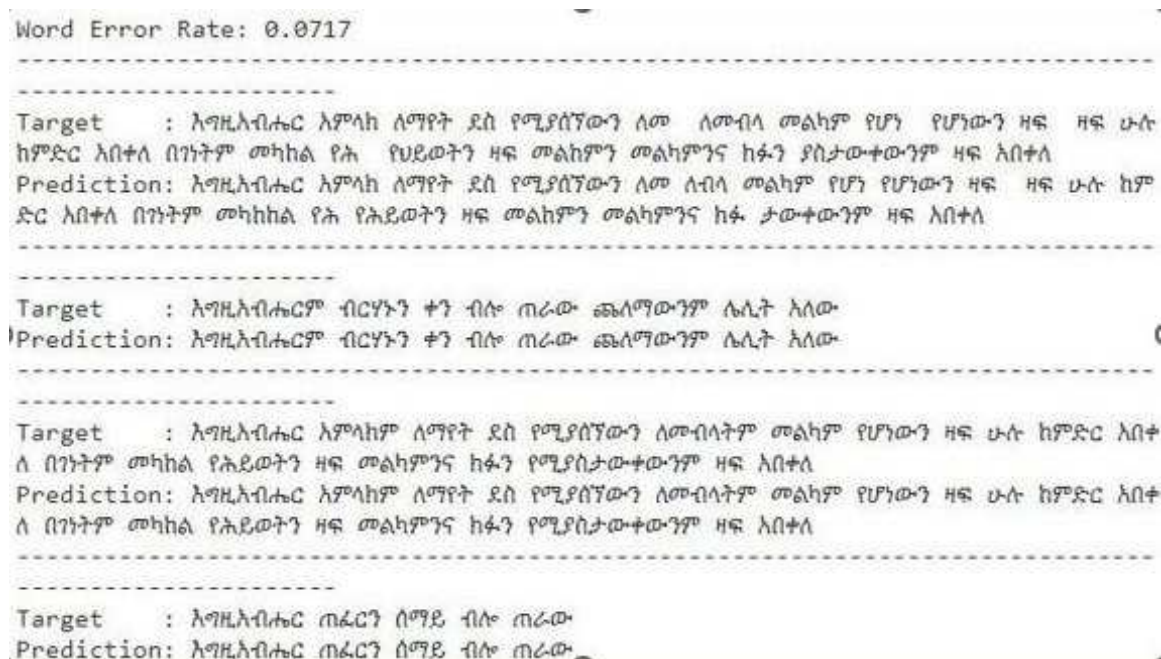 Word Error Rate: 0.0717
--------------------------------------------------------------------------------
----------------------
Target     : እግዚአብሔር አምላክ ለማየት ደስ የሚያሰኘውን ለመ  ለመብላ መልካም የሆነ  የሆነውን ዛፍ  ዛፍ ሁሉ
ከምድር አበቀለ በገነትም መካከል የሕ  የህይወትን ዛፍ መልከምን መልካምንና ክፉን ያስታውቀውንም ዛፍ አበቀለ
Prediction: እግዚአብሔር አምላክ ለማየት ደስ የሚያሰኘውን ለመ ለብላ መልካም የሆነ የሆነውን ዛፍ  ዛፍ ሁሉ ከም
ድር አበቀለ በገነትም መካከከል የሕ የሕይወትን ዛፍ መልከምን መልካምንና ክፉ ታውቀውንም ዛፍ አበቀለ
--------------------------------------------------------------------------------
----------------------
Target     : እግዚአብሔርም ብርሃኑን ቀን ብሎ ጠራው ጨለማውንም ሌሊት አለው
Prediction: እግዚአብሔርም ብርሃኑን ቀን ብሎ ጠራው ጨለማውንም ሌሊት አለው
--------------------------------------------------------------------------------
----------------------
Target     : እግዚአብሔር አምላክም ለማየት ደስ የሚያሰኘውን ለመብላትም መልካም የሆነውን ዛፍ ሁሉ ከምድር አበቀ
ለ በገነትም መካከል የሕይወትን ዛፍ መልካምንና ክፉን የሚያስታውቀውንም ዛፍ አበቀለ
Prediction: እግዚአብሔር አምላክም ለማየት ደስ የሚያሰኘውን ለመብላትም መልካም የሆነውን ዛፍ ሁሉ ከምድር አበቀ
ለ በገነትም መካከል የሕይወትን ዛፍ መልካምንና ክፉን የሚያስታውቀውንም ዛፍ አበቀለ
--------------------------------------------------------------------------------
----------------------
Target     : እግዚአብሔር ጠፈርን ሰማይ ብሎ ጠራው
Prediction: እግዚአብሔር ጠፈርን ሰማይ ብሎ ጠራው